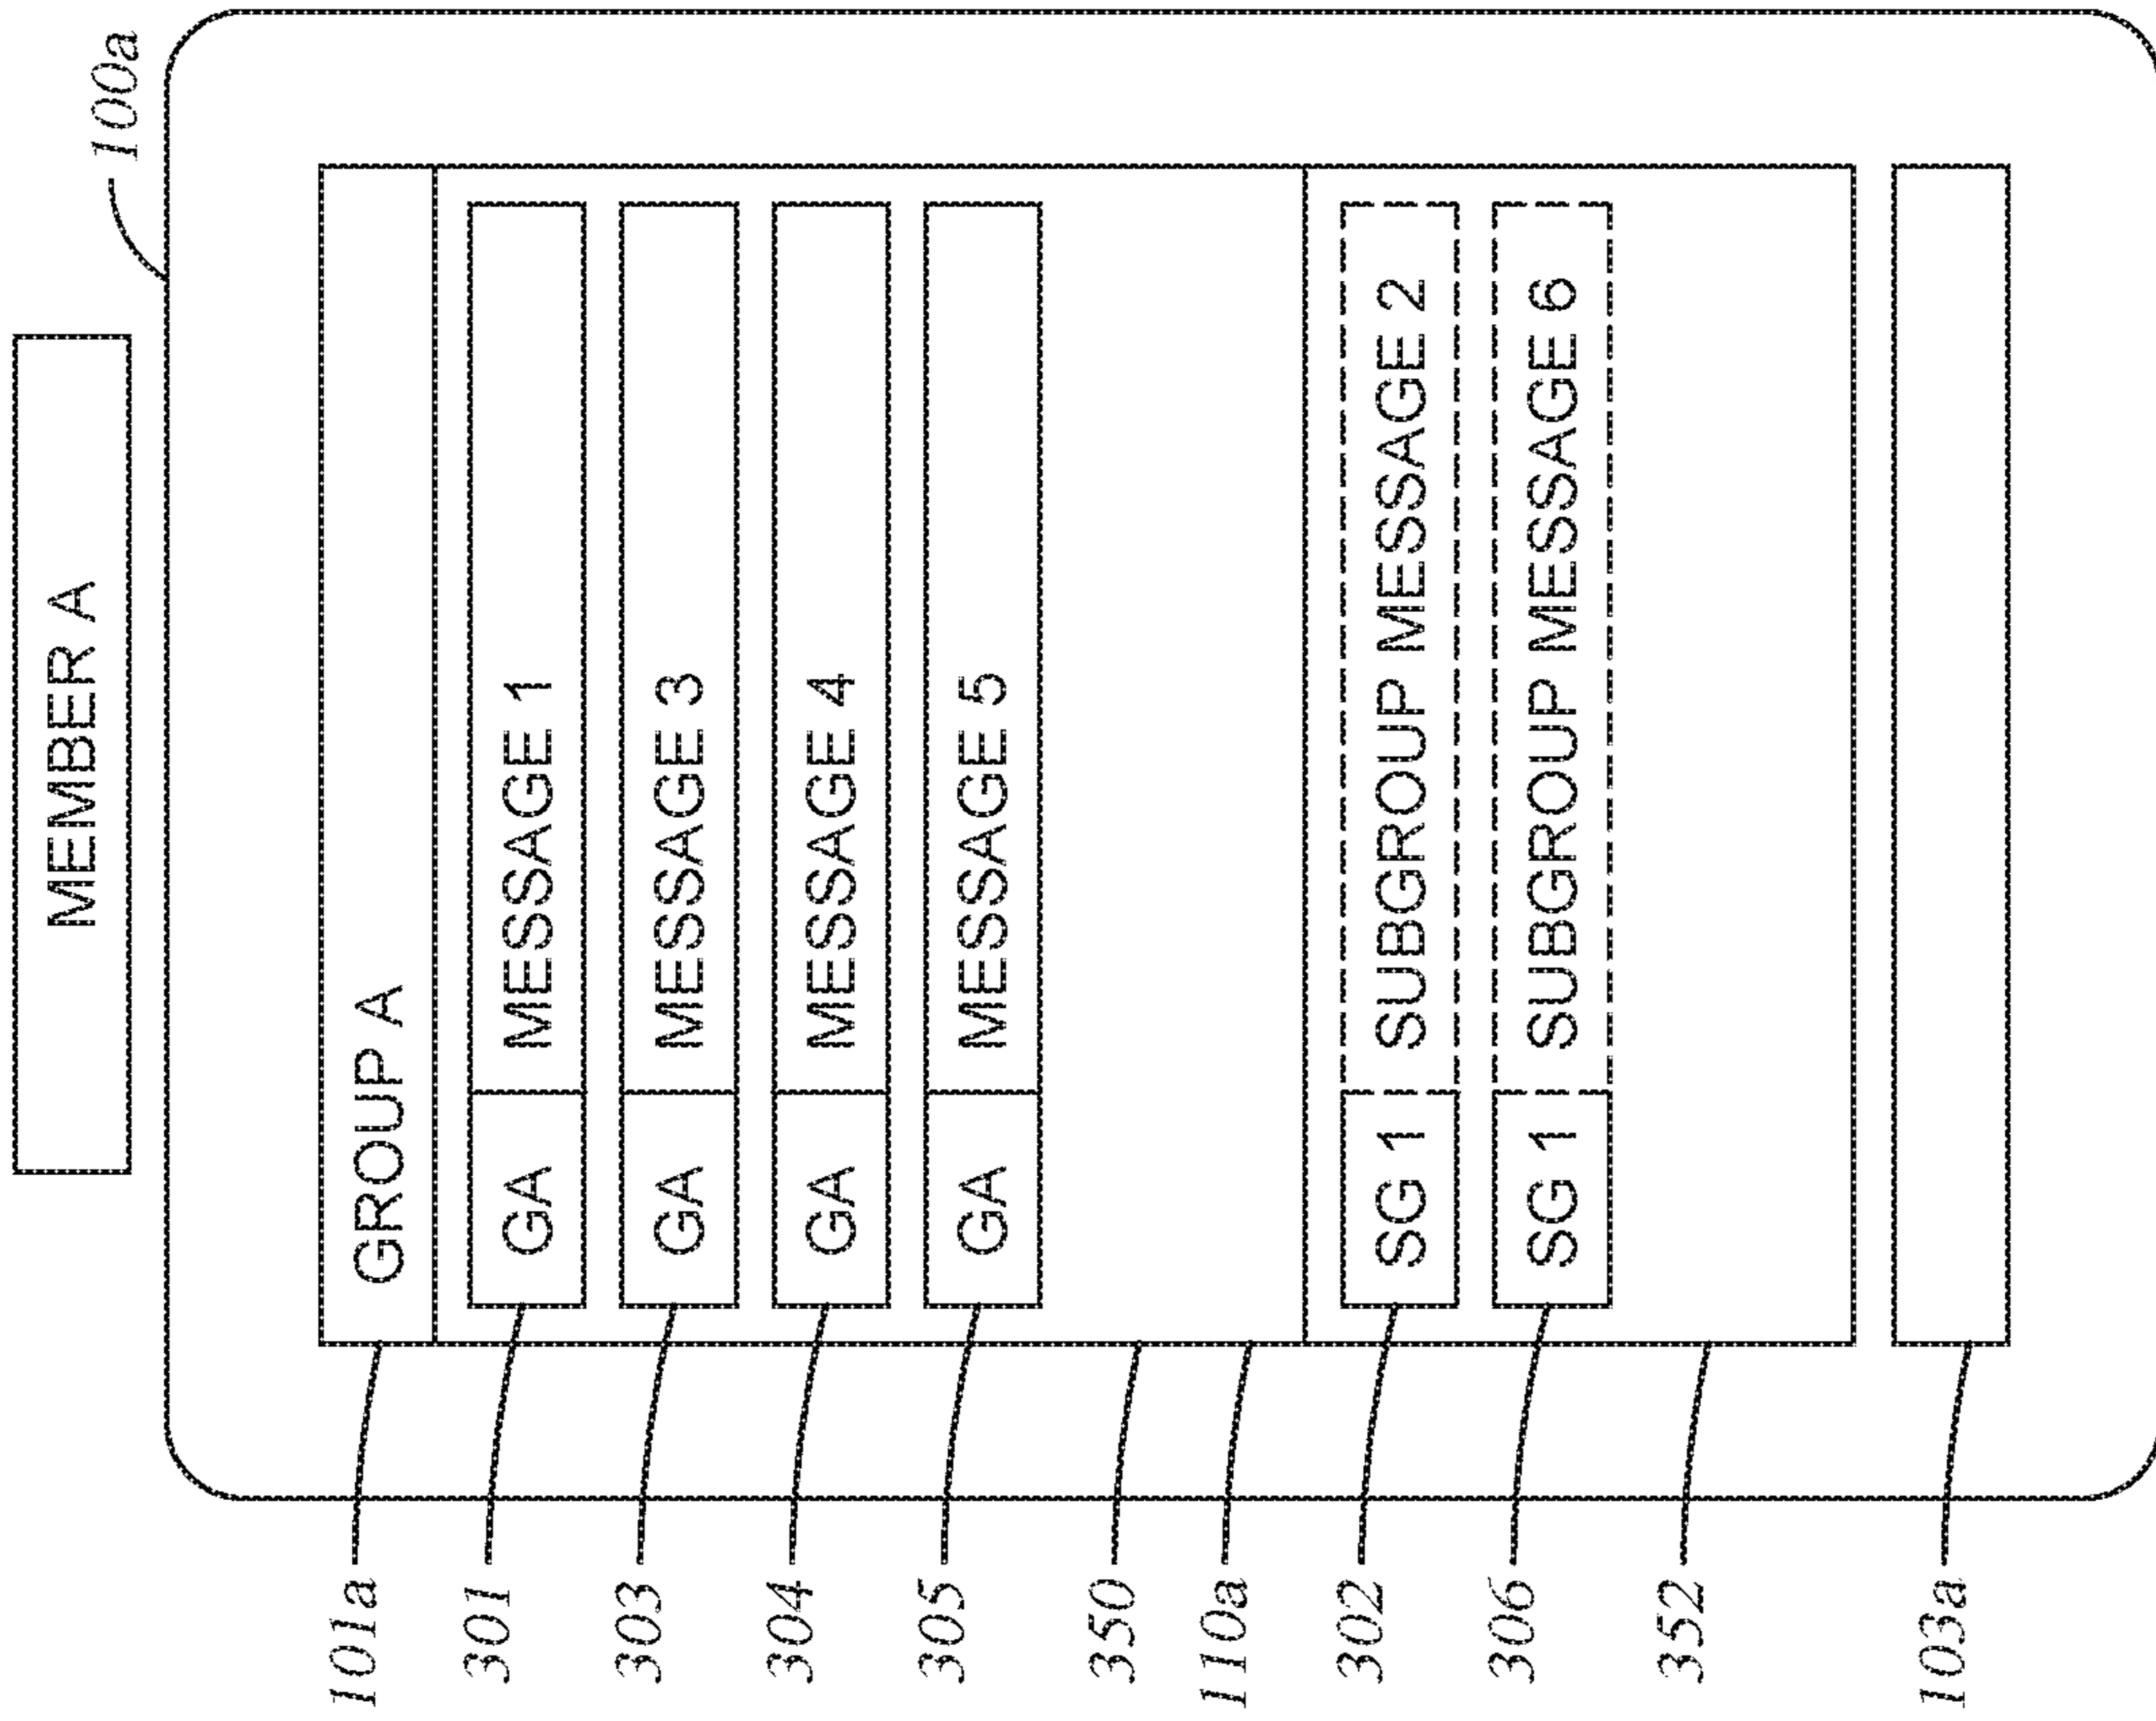 MEMBER A
100a
101a
GROUP A
301
GA MESSAGE 1
303
GA MESSAGE 3
304
GA MESSAGE 4
305
GA MESSAGE 5
350
110a
302
SG 1 SUBGROUP MESSAGE 2
306
SG 1 SUBGROUP MESSAGE 6
352
103a